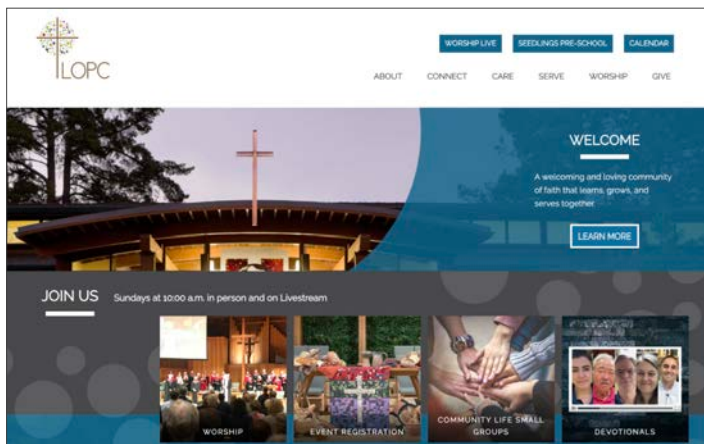 LOPC
WORSHIP LIVE
SEEDLINGS PRE-SCHOOL
CALENDAR
ABOUT
CONNECT
CARE
SERVE
WORSHIP
GIVE
WELCOME
A welcoming and loving community
of faith that learns, grows, and
serves together.
LEARN MORE
JOIN US
Sundays at 10:00 a.m. in person and on Livestream
WORSHIP
EVENT REGISTRATION
COMMUNITY LIFE SMALL
GROUPS
DEVOTIONALS